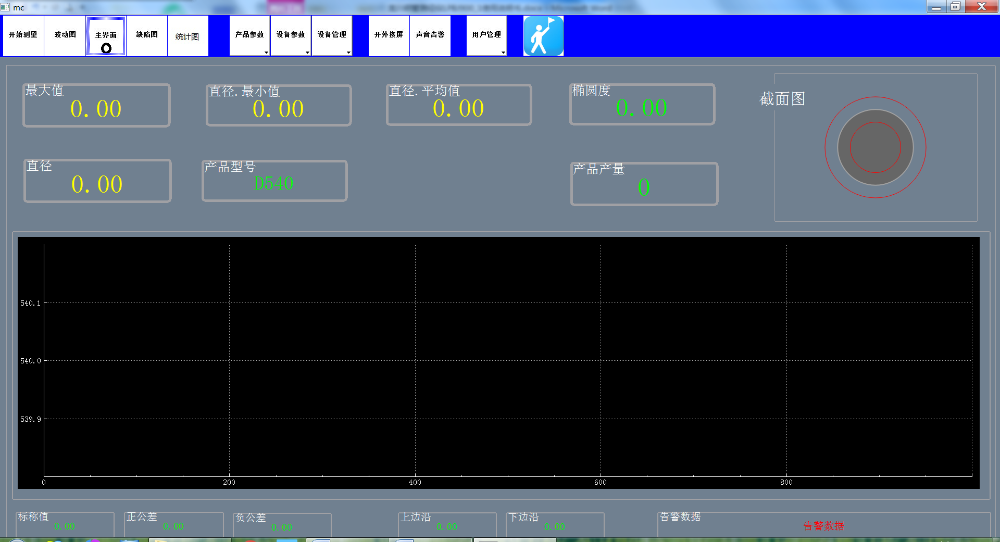 mc
开始测量 波动图 主界面 缺陷图 统计图 产品参数 设备参数 设备管理 开外接屏 声音告警 用户管理
最大值
0.00
直径.最小值
0.00
直径.平均值
0.00
椭圆度
0.00
截面图
直径
0.00
产品型号
D540
产品产量
0
540.1
540.0
539.9
0 200 400 600 800
标称值
0.00
正公差
0.00
负公差
0.00
上边沿
0.00
下边沿
0.00
告警数据
告警数据